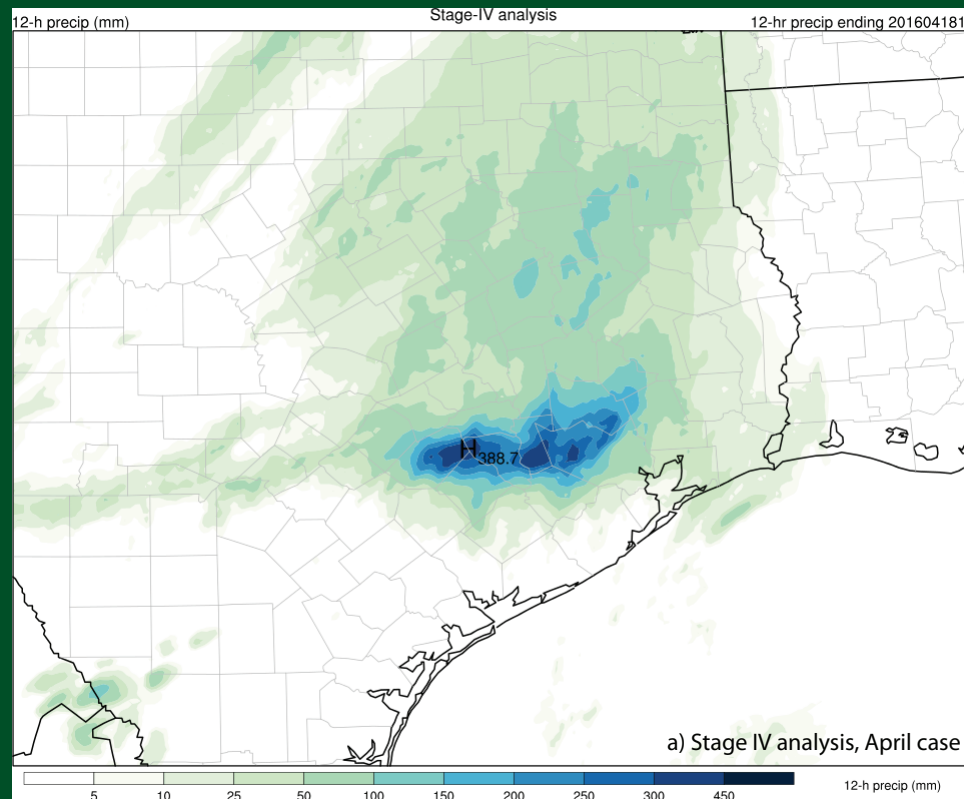 12-h precip (mm)
Stage-IV analysis
12-hr precip ending 201604181
H
388.7
a) Stage IV analysis, April case
5 10 25 50 100 150 200 250 300 450
12-h precip (mm)